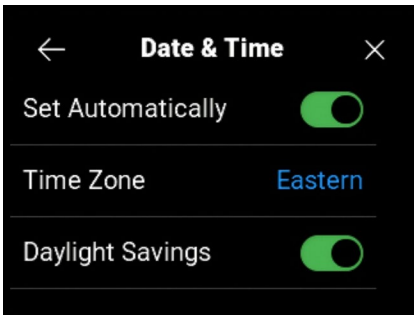 Date & Time
Set Automatically
Time Zone Eastern
Daylight Savings